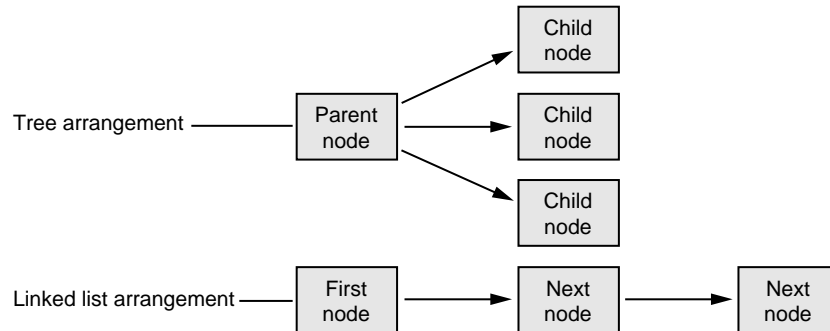 Child
node
Tree arrangement
Parent
node
Child
node
Child
node
Linked list arrangement
First
node
Next
node
Next
node